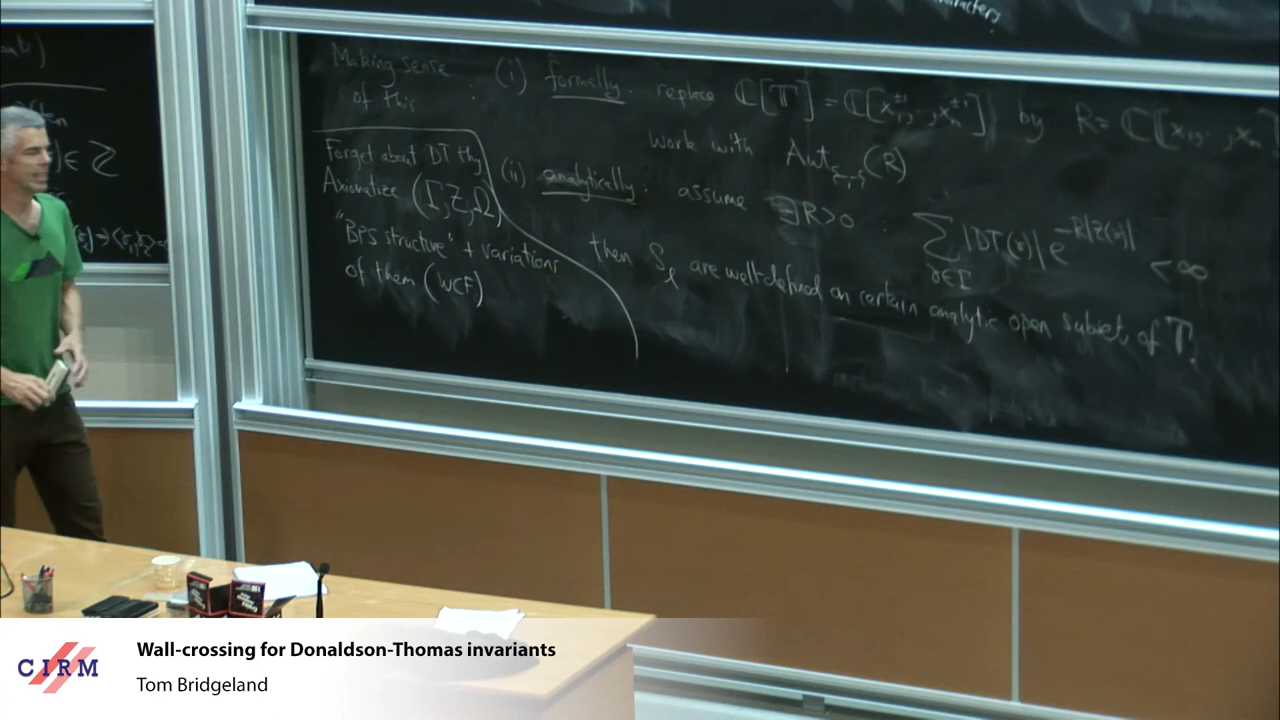 characters
Making sense
of this :
(i) formally. replace ℂ[𝕋] = ℂ[x₁^±1,..., xₙ^±1] by R = ℂ[[x₁,..., xₙ
work with Aut_{,}(R)
Forget about DT thy
Axiomatize (Γ, Z, Ω)
"BPS structure" + variations
of them (WCF)
(ii) analytically: assume ∃R>0 : ∑_{γ∈Γ} |DT(γ)| e^{-R|Z(γ)|} < ∞
then S_ℓ are well-defined on certain analytic open subsets of 𝕋.
) ∈ ℤ
CIRM
Wall-crossing for Donaldson-Thomas invariants
Tom Bridgeland